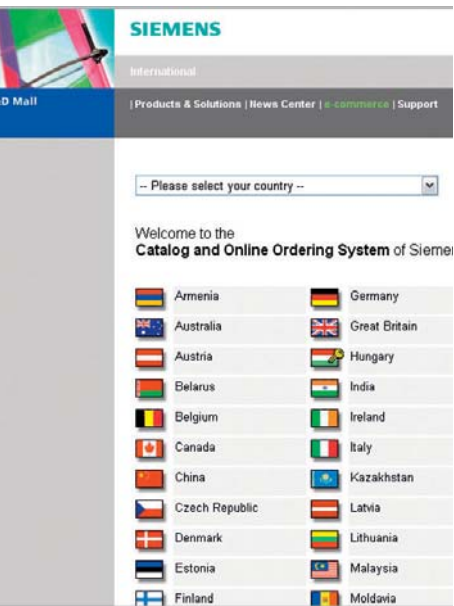 SIEMENS
International
D Mall
| Products & Solutions | News Center | e-commerce | Support
-- Please select your country --
Welcome to the
Catalog and Online Ordering System of Siemen
Armenia
Germany
Australia
Great Britain
Austria
Hungary
Belarus
India
Belgium
Ireland
Canada
Italy
China
Kazakhstan
Czech Republic
Latvia
Denmark
Lithuania
Estonia
Malaysia
Finland
Moldavia